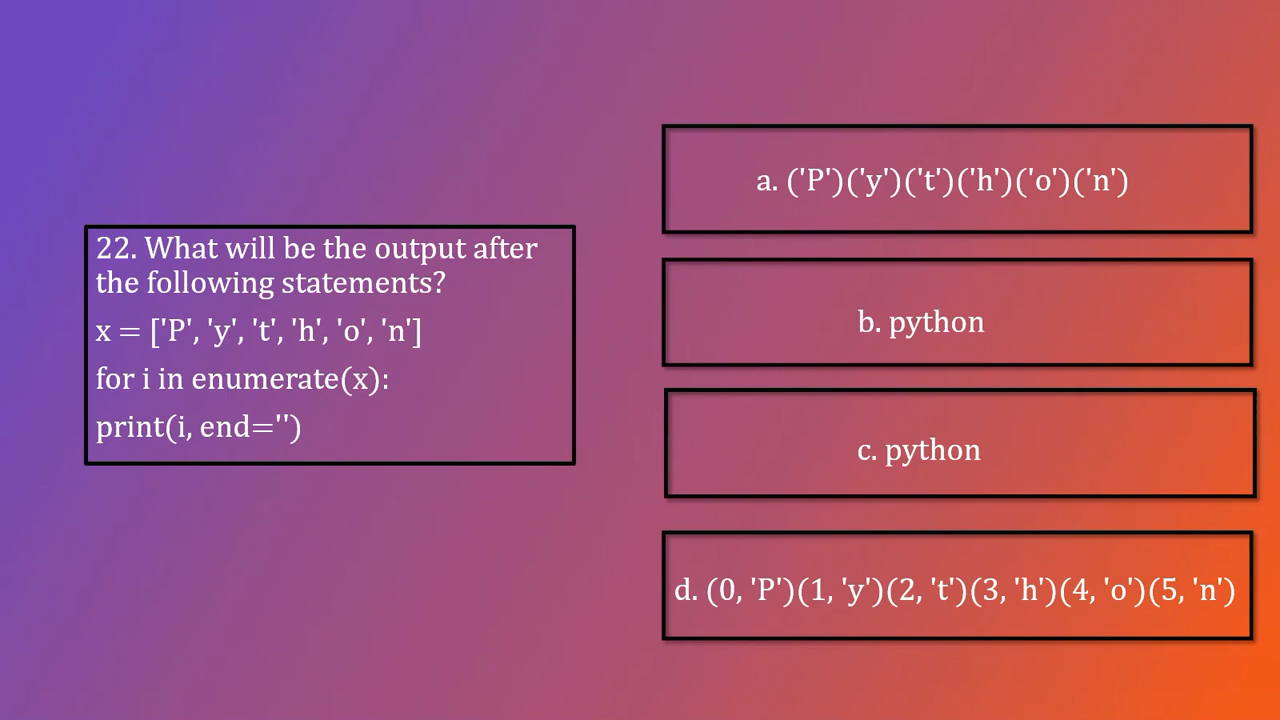 22. What will be the output after
the following statements?
x = ['P', 'y', 't', 'h', 'o', 'n']
for i in enumerate(x):
print(i, end='')
a. ('P')('y')('t')('h')('o')('n')
b. python
c. python
d. (0, 'P')(1, 'y')(2, 't')(3, 'h')(4, 'o')(5, 'n')